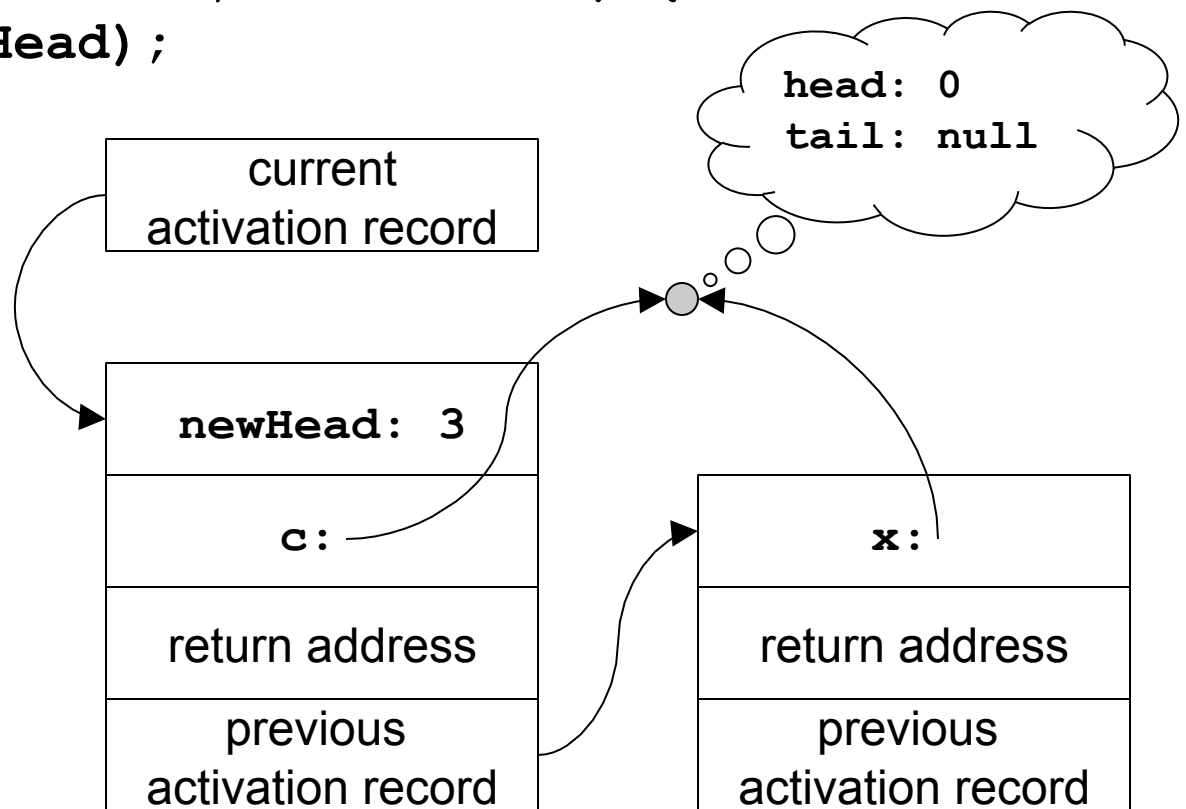 Head);
head: 0
tail: null
current
activation record
newHead: 3
c:
x:
return address
return address
previous
activation record
previous
activation record